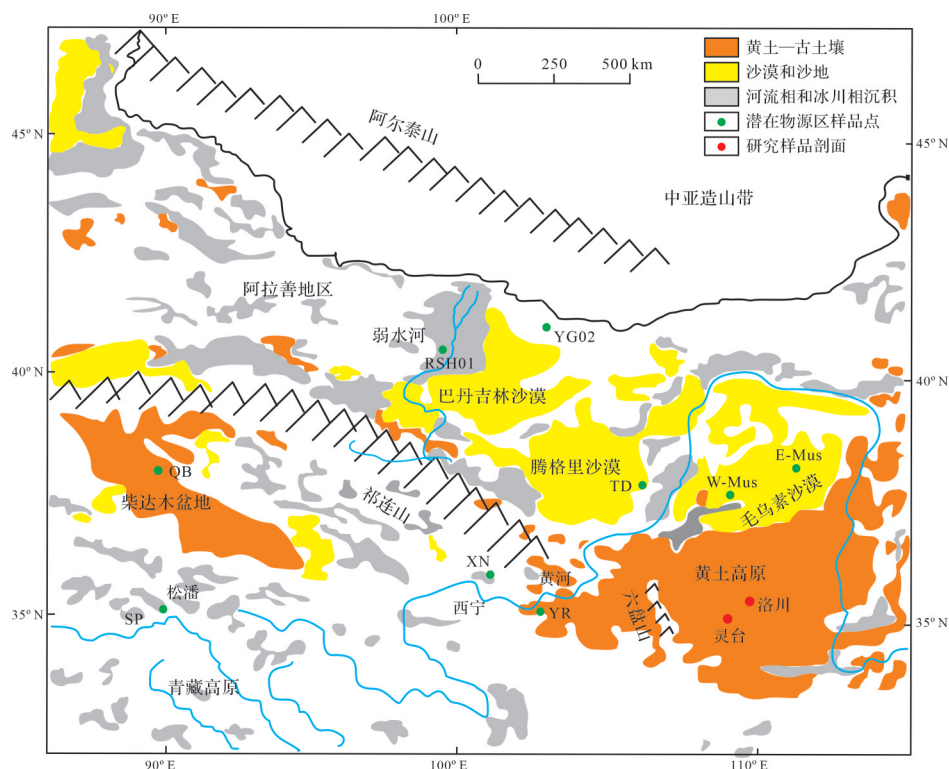 90° E
100° E
0
250
500 km
黄土—古土壤
沙漠和沙地
河流相和冰川相沉积
潜在物源区样品点
研究样品剖面
45° N
45° N
阿尔泰山
中亚造山带
阿拉善地区
弱水河
YG02
RSH01
40° N
40° N
巴丹吉林沙漠
腾格里沙漠
E-Mus
QB
TD
W-Mus
毛乌素沙漠
柴达木盆地
祁连山
XN
黄河
黄土高原
松潘
洛川
35° N
SP
西宁
YR
六盘山
灵台
35° N
青藏高原
90° E
100° E
110° E